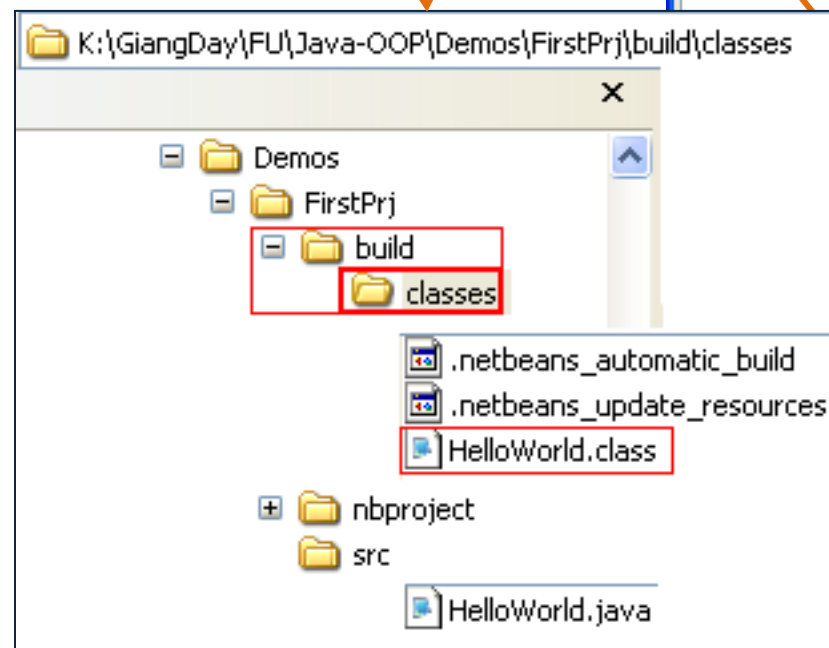 K:\GiangDay\FU\Java-OOP\Demos\FirstPrj\build\classes
Demos
FirstPrj
build
classes
.netbeans_automatic_build
.netbeans_update_resources
HelloWorld.class
nbproject
src
HelloWorld.java